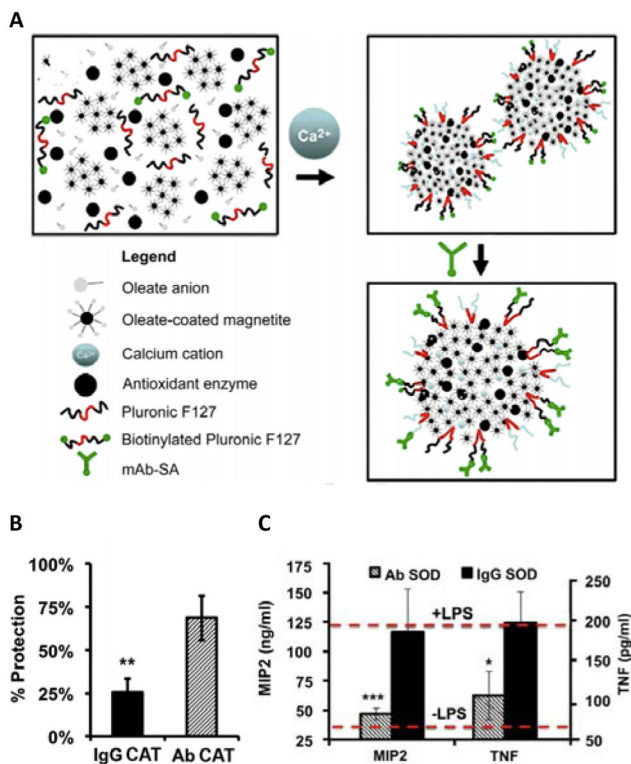 A
Ca2+
Legend
Oleate anion
Oleate-coated magnetite
Ca2+
Calcium cation
Antioxidant enzyme
Pluronic F127
Biotinylated Pluronic F127
mAb-SA
B
% Protection
100%
75%
50%
25%
0%
**
IgG CAT
Ab CAT
C
MIP2 (ng/ml)
175
150
125
100
75
50
25
Ab SOD
IgG SOD
+LPS
***
*
-LPS
MIP2
TNF
250
200
150
100
50
TNF (pg/ml)